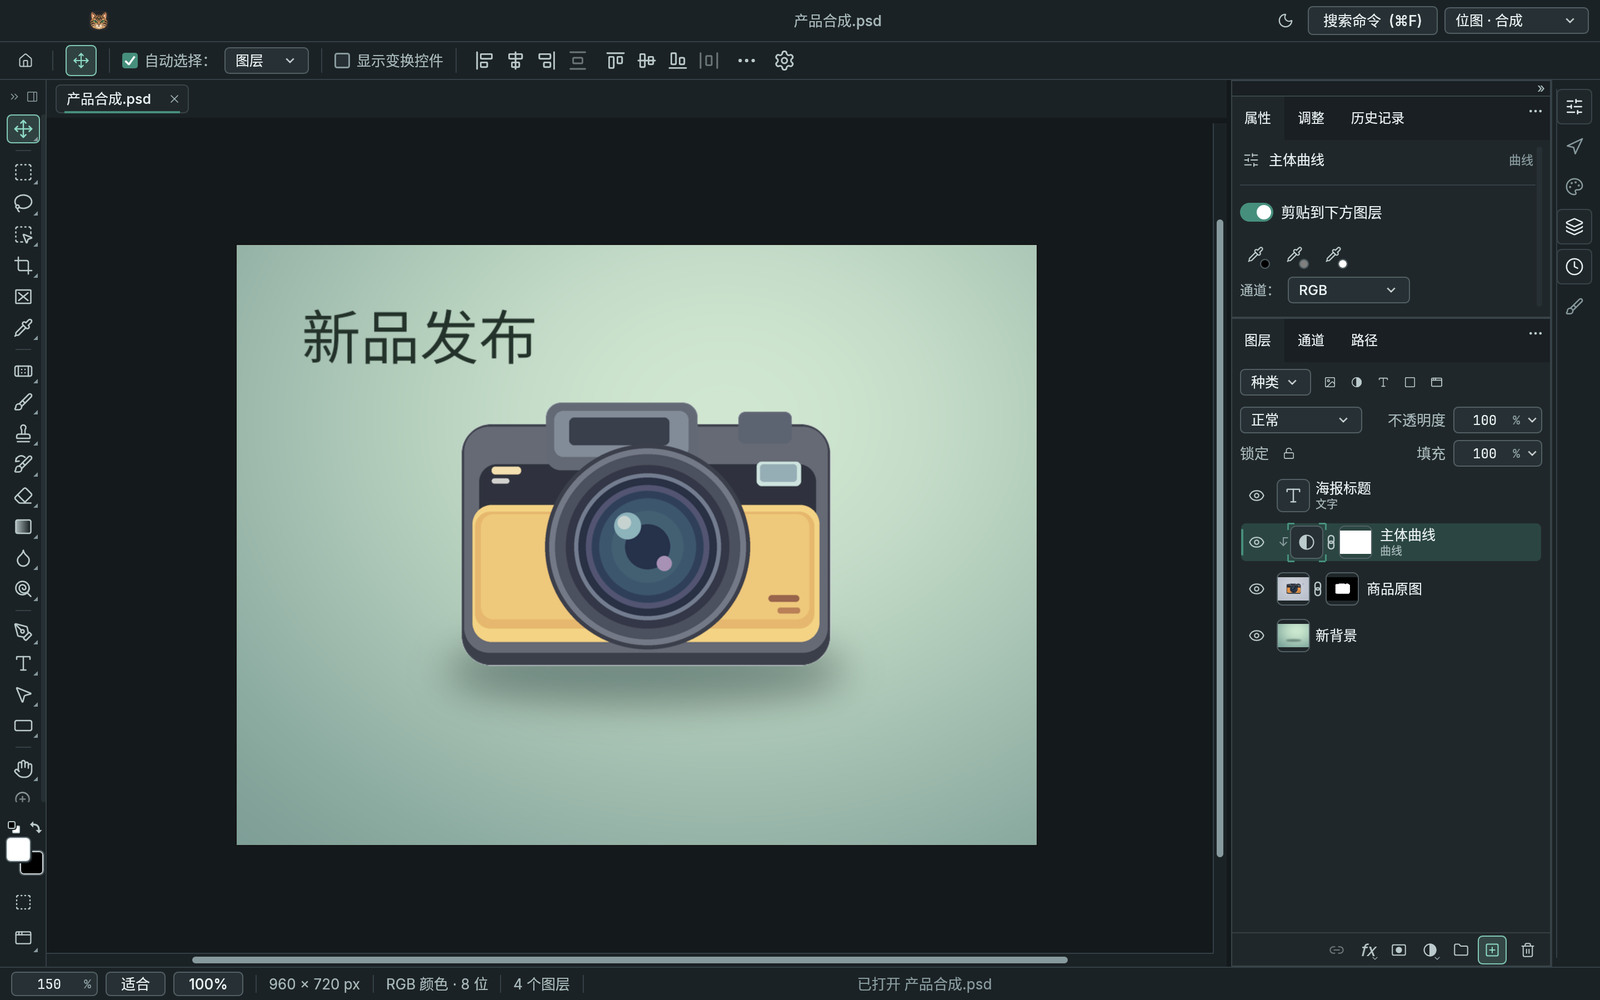 产品合成.psd
搜索命令 (⌘F)
位图 · 合成
自动选择：
图层
显示变换控件
产品合成.psd
新品发布
属性
调整
历史记录
主体曲线
曲线
剪贴到下方图层
通道：
RGB
图层
通道
路径
种类
正常
不透明度
100 %
锁定
填充
100 %
海报标题
文字
主体曲线
曲线
商品原图
新背景
fx
150 %
适合
100%
960 × 720 px
RGB 颜色 · 8 位
4 个图层
已打开 产品合成.psd